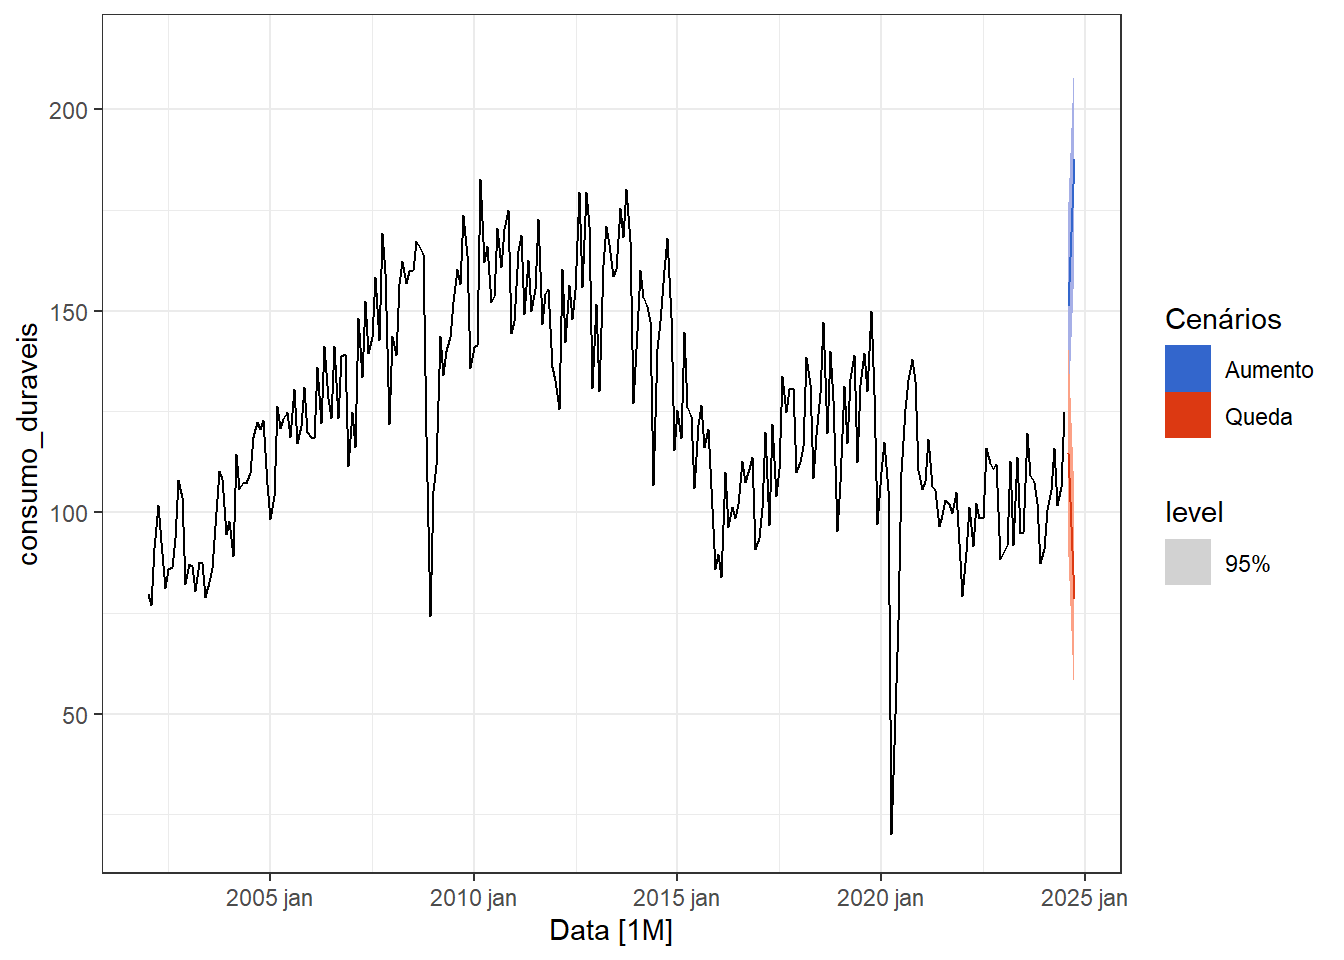 200
150
100
50
consumo_duraveis
2005 jan
2010 jan
2015 jan
2020 jan
2025 jan
Data [1M]
Cenários
Aumento
Queda
level
95%